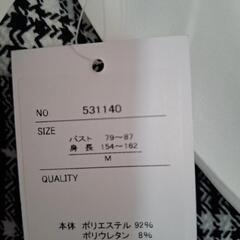 NO 531140
SIZE
バスト 79～87
身長 154～162
M
QUALITY
本体 ポリエステル 92%
ポリウレタン 8%